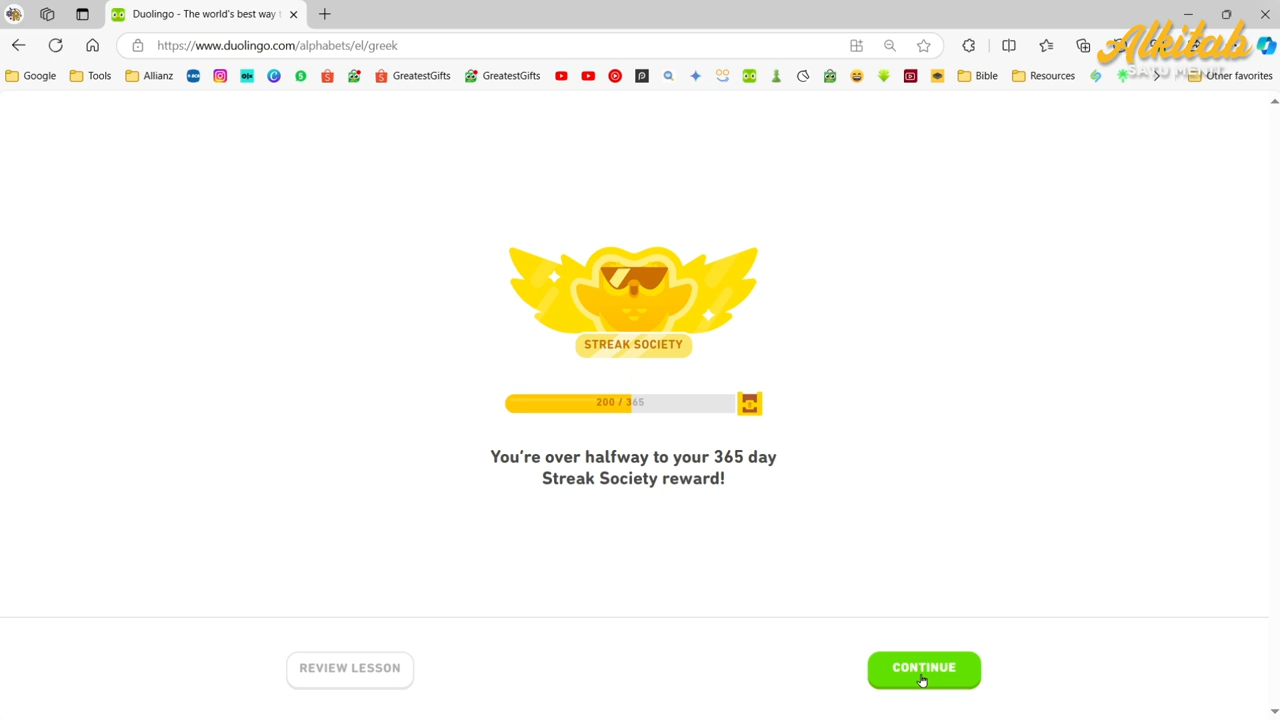 Duolingo - The world's best way t
https://www.duolingo.com/alphabets/el/greek
Alkitab
SATU MENIT
Google Tools Allianz GreatestGifts GreatestGifts Bible Resources Other favorites
STREAK SOCIETY
200 / 365
You're over halfway to your 365 day
Streak Society reward!
REVIEW LESSON
CONTINUE